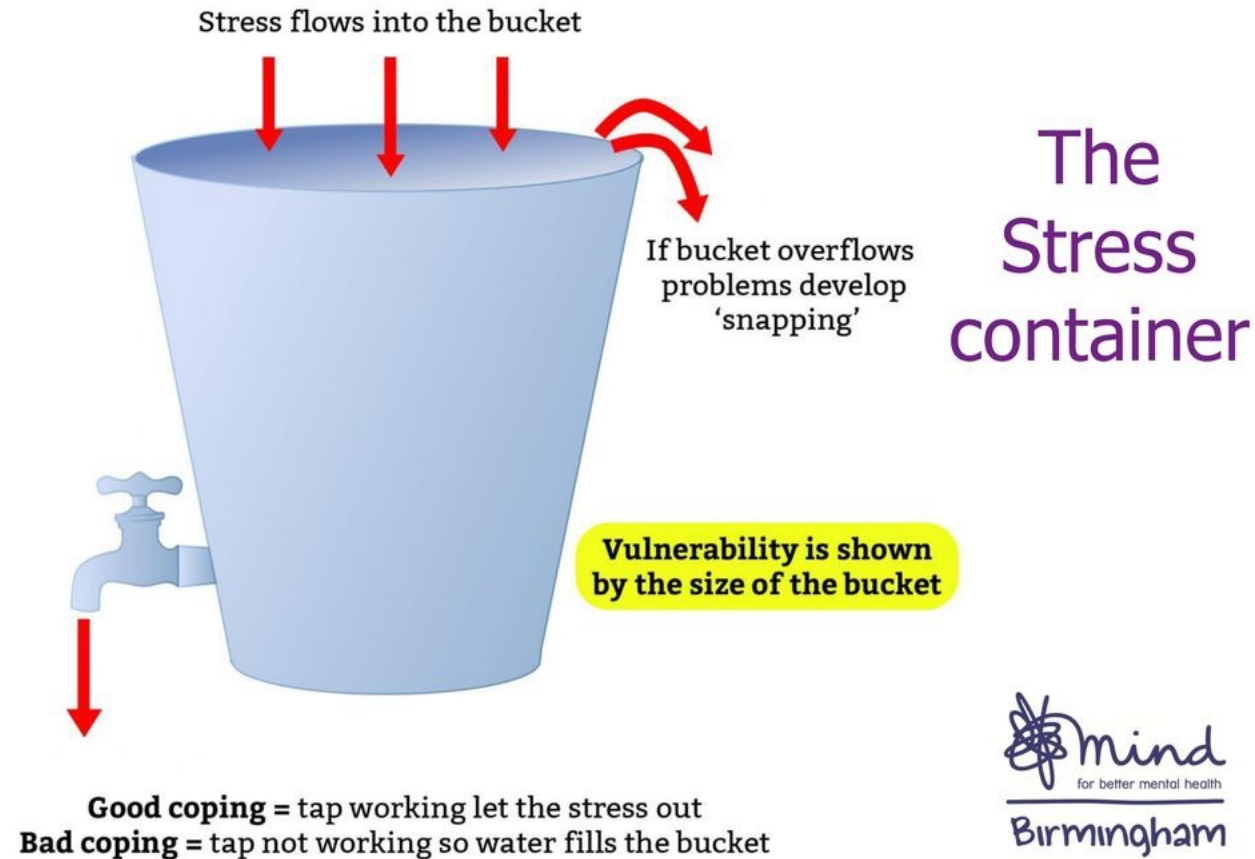 Stress flows into the bucket
If bucket overflows
problems develop
‘snapping’
The
Stress
container
Vulnerability is shown
by the size of the bucket
Good coping = tap working let the stress out
Bad coping = tap not working so water fills the bucket
mind
for better mental health
Birmingham